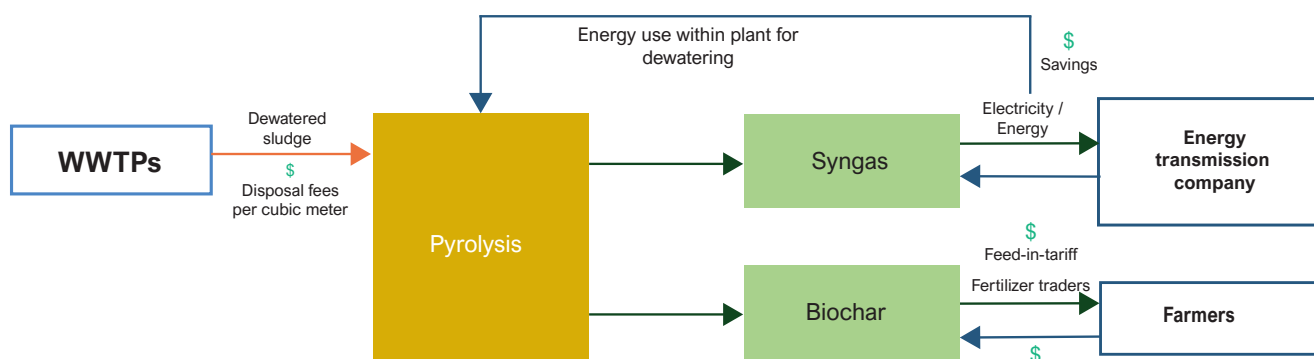 Energy use within plant for
dewatering
$
Savings
Dewatered
sludge
$
Disposal fees
per cubic meter
WWTPs
Pyrolysis
Syngas
Electricity /
Energy
Energy
transmission
company
$
Feed-in-tariff
Biochar
Fertilizer traders
Farmers
$